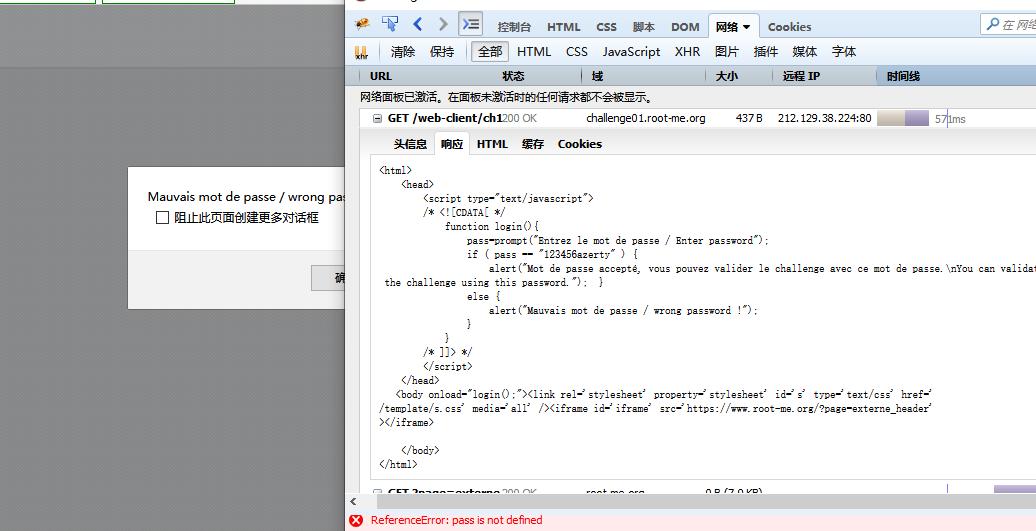 控制台 HTML CSS 脚本 DOM 网络 Cookies
清除 保持 全部 HTML CSS JavaScript XHR 图片 插件 媒体 字体
URL 状态 域 大小 远程 IP 时间线
网络面板已激活。在面板未激活时的任何请求都不会被显示。
GET /web-client/ch1 200 OK challenge01.root-me.org 437 B 212.129.38.224:80 571ms
头信息 响应 HTML 缓存 Cookies
<html>
<head>
<script type="text/javascript">
/* <![CDATA[ */
function login(){
pass=prompt("Entrez le mot de passe / Enter password");
if ( pass == "123456azerty" ) {
alert("Mot de passe accepté, vous pouvez valider le challenge avec ce mot de passe.\nYou can validat
the challenge using this password."); }
else {
alert("Mauvais mot de passe / wrong password !");
}
}
/* ]]> */
</script>
</head>
<body onload="login();"><link rel='stylesheet' property='stylesheet' id='s' type='text/css' href='
/template/s.css' media='all' /><iframe id='iframe' src='https://www.root-me.org/?page=externe_header'
></iframe>
</body>
</html>
GET ?page=externe 200 OK root-me.org 0 B (7.0 KB)
ReferenceError: pass is not defined
Mauvais mot de passe / wrong pas
阻止此页面创建更多对话框